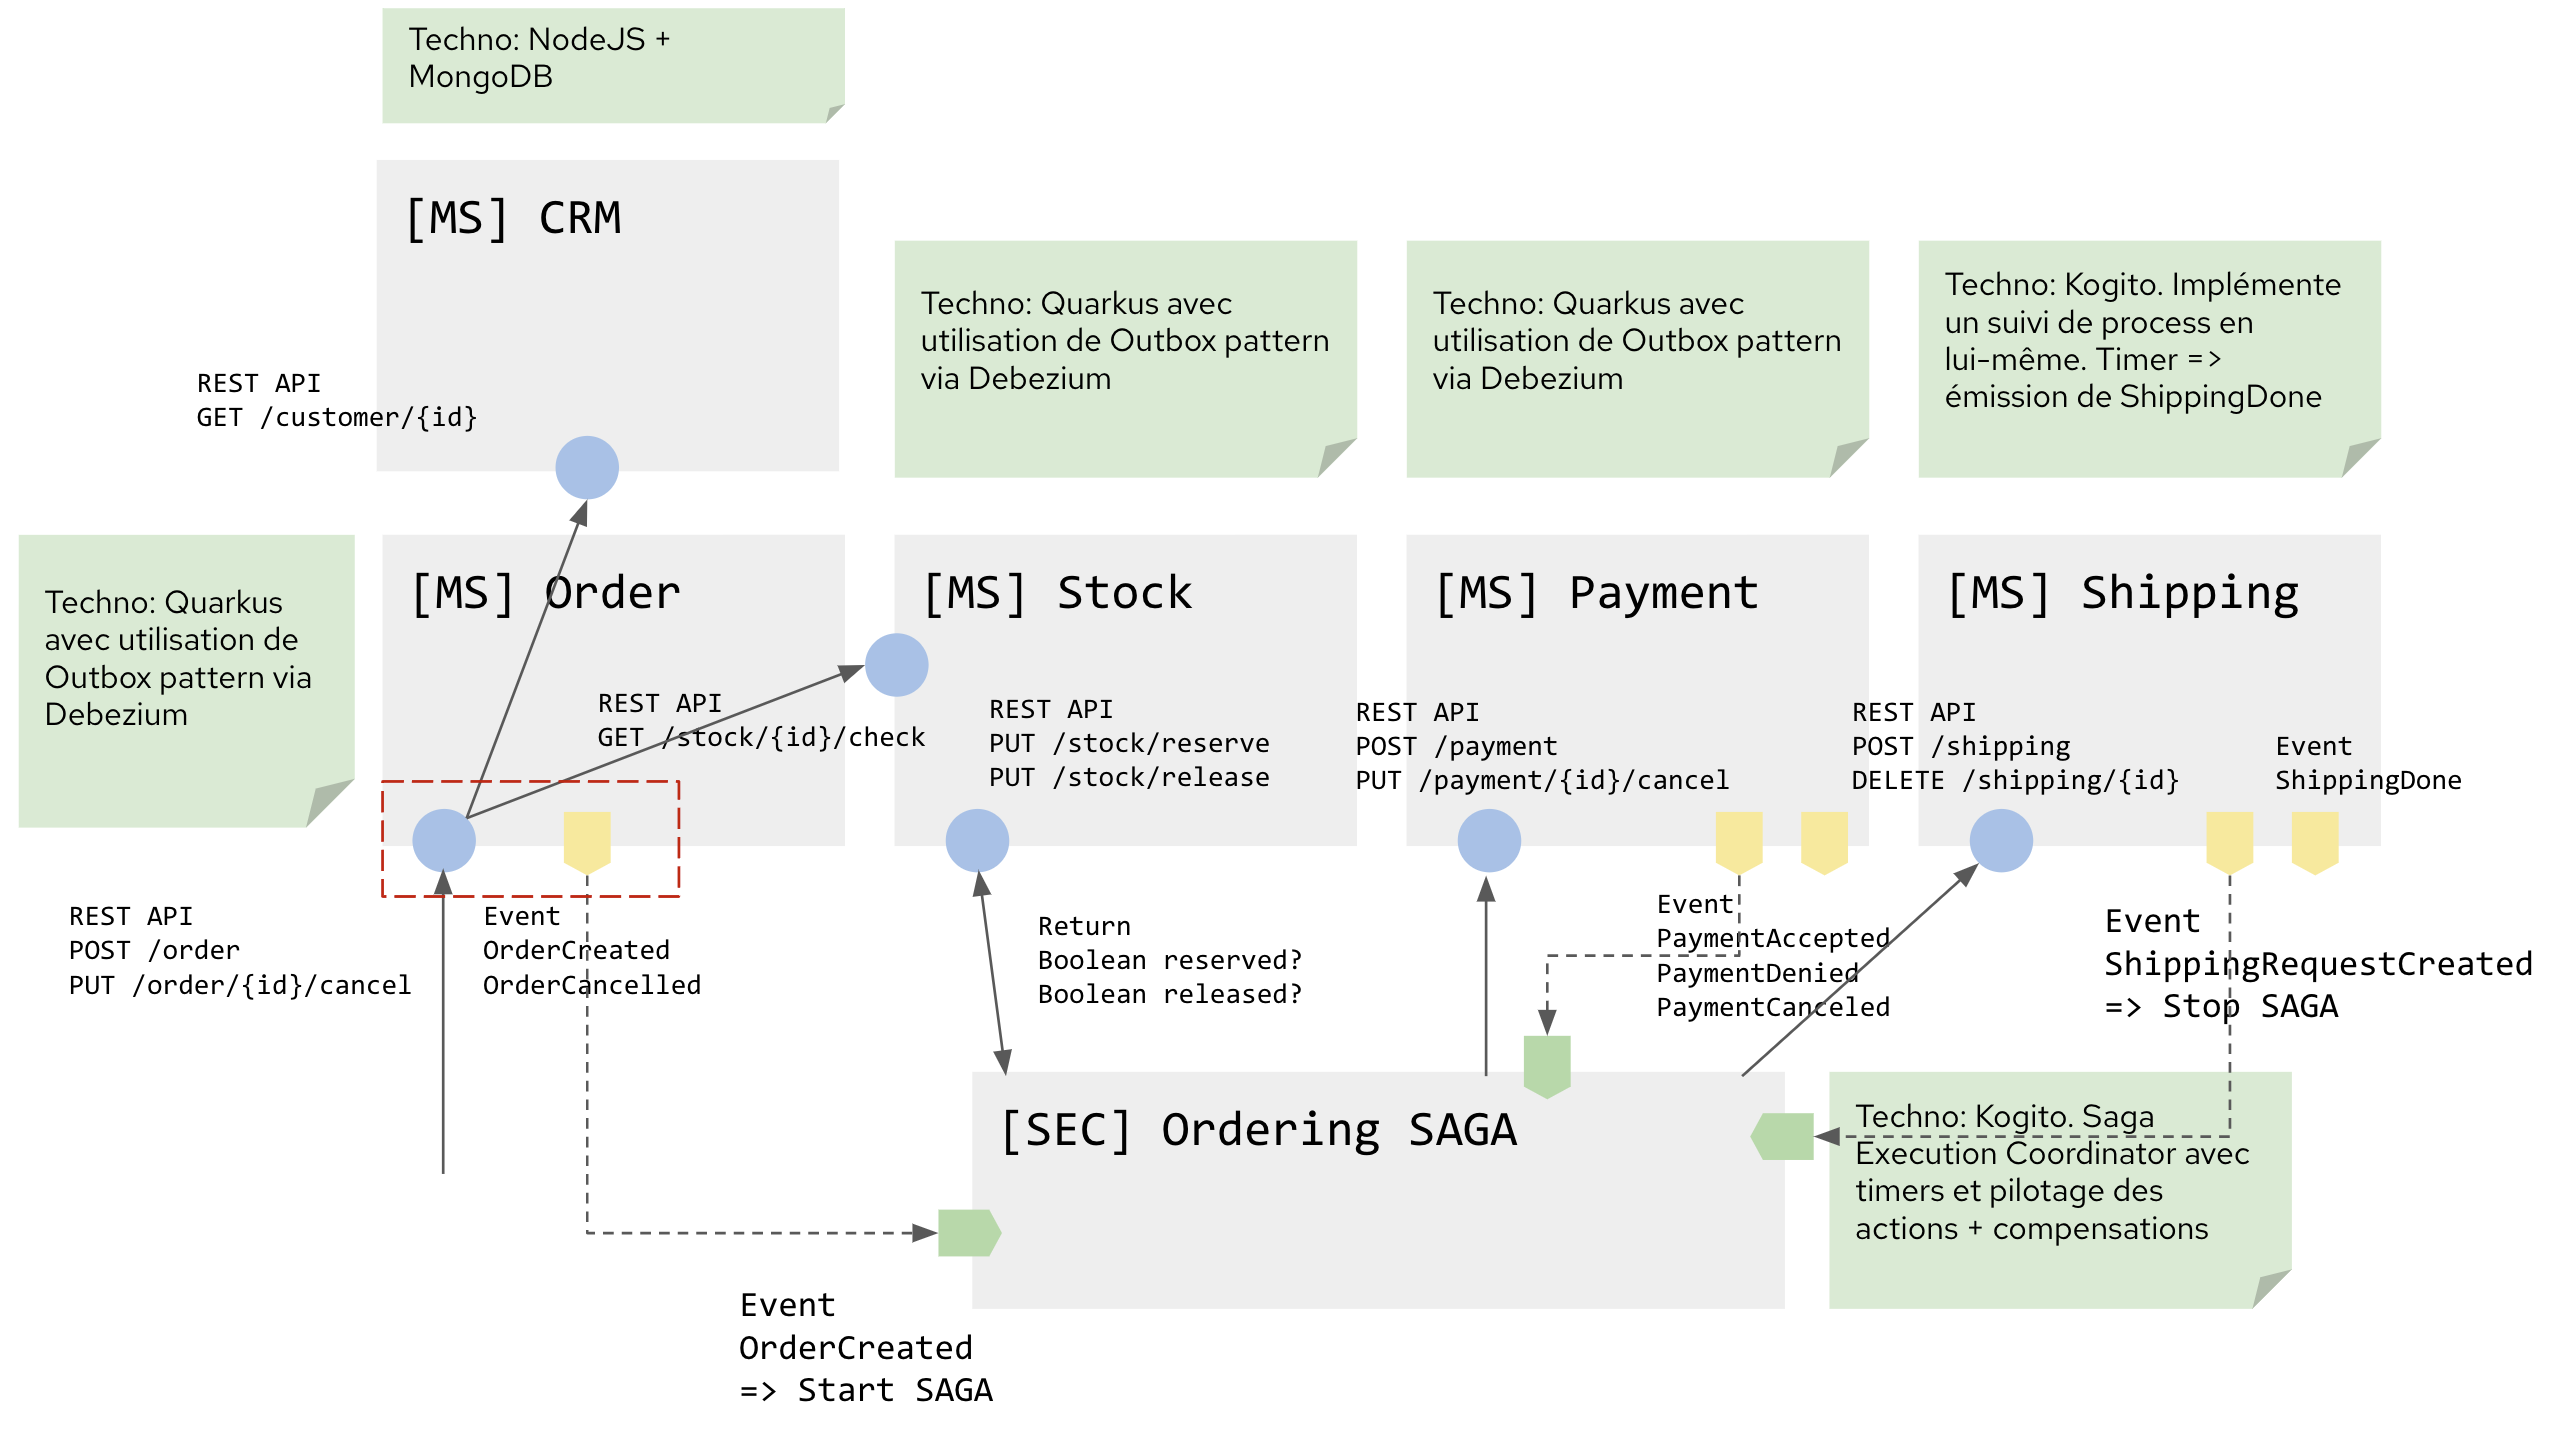 Techno: NodeJS +
MongoDB
[MS] CRM
REST API
GET /customer/{id}
Techno: Quarkus avec
utilisation de Outbox pattern
via Debezium
Techno: Quarkus avec
utilisation de Outbox pattern
via Debezium
Techno: Kogito. Implémente
un suivi de process en
lui-même. Timer =>
émission de ShippingDone
Techno: Quarkus
avec utilisation de
Outbox pattern via
Debezium
[MS] Order
REST API
GET /stock/{id}/check
[MS] Stock
REST API
PUT /stock/reserve
PUT /stock/release
[MS] Payment
REST API
POST /payment
PUT /payment/{id}/cancel
[MS] Shipping
REST API
POST /shipping
DELETE /shipping/{id}
Event
ShippingDone
REST API
POST /order
PUT /order/{id}/cancel
Event
OrderCreated
OrderCancelled
Return
Boolean reserved?
Boolean released?
Event
PaymentAccepted
PaymentDenied
PaymentCanceled
Event
ShippingRequestCreated
=> Stop SAGA
[SEC] Ordering SAGA
Techno: Kogito. Saga
Execution Coordinator avec
timers et pilotage des
actions + compensations
Event
OrderCreated
=> Start SAGA